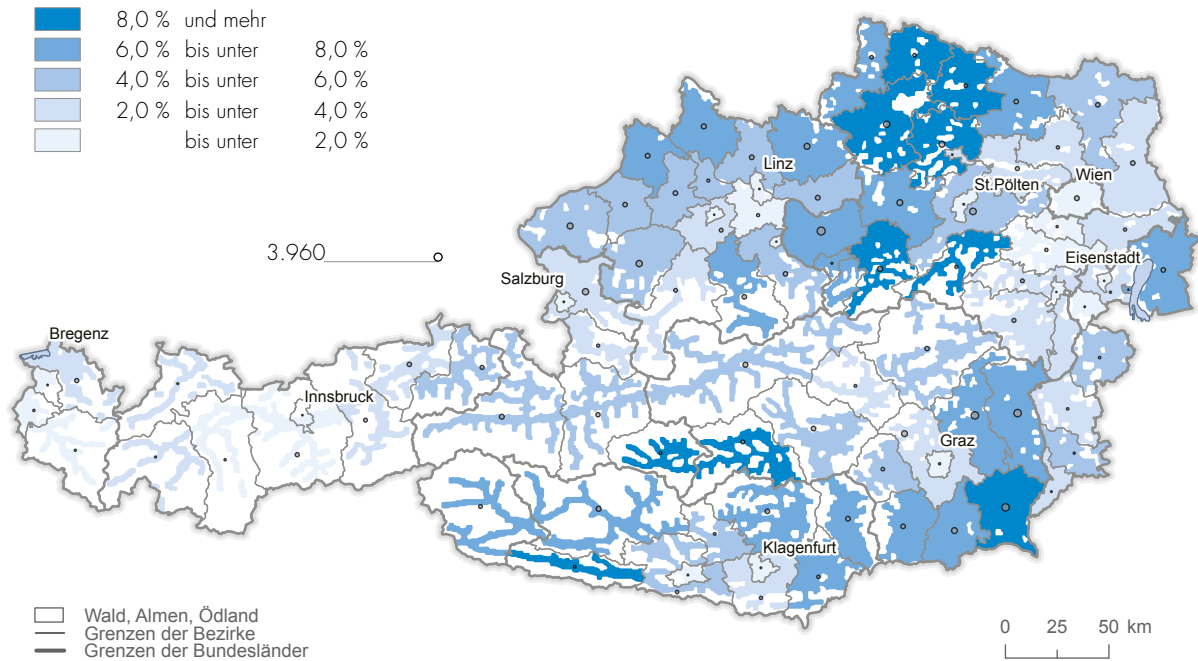 8,0 % und mehr
6,0 % bis unter 8,0 %
4,0 % bis unter 6,0 %
2,0 % bis unter 4,0 %
bis unter 2,0 %
3.960
Linz
St.Pölten
Wien
Salzburg
Eisenstadt
Bregenz
Innsbruck
Graz
Klagenfurt
Wald, Almen, Ödland
Grenzen der Bezirke
Grenzen der Bundesländer
0 25 50 km